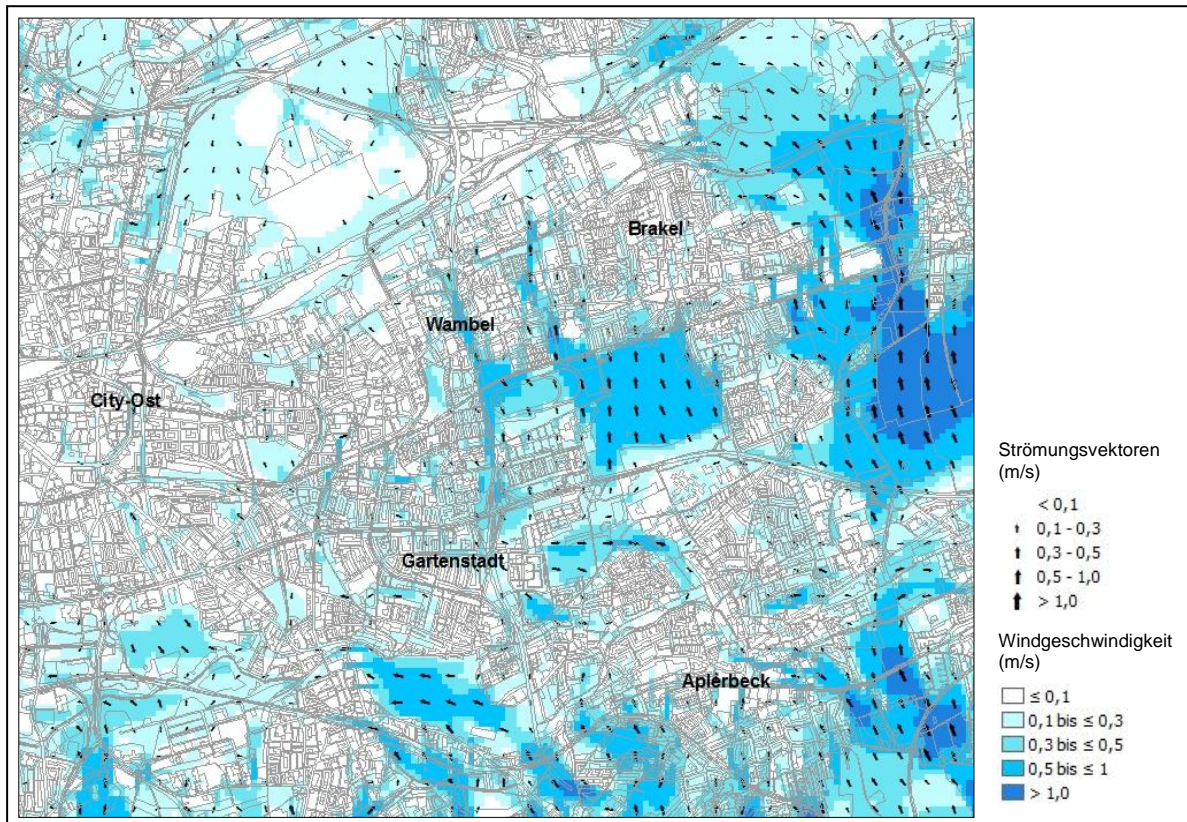 Brakel
Wambel
City-Ost
Gartenstadt
Aplerbeck
Strömungsvektoren
(m/s)
< 0,1
0,1 - 0,3
0,3 - 0,5
0,5 - 1,0
> 1,0
Windgeschwindigkeit
(m/s)
≤ 0,1
0,1 bis ≤ 0,3
0,3 bis ≤ 0,5
0,5 bis ≤ 1
> 1,0